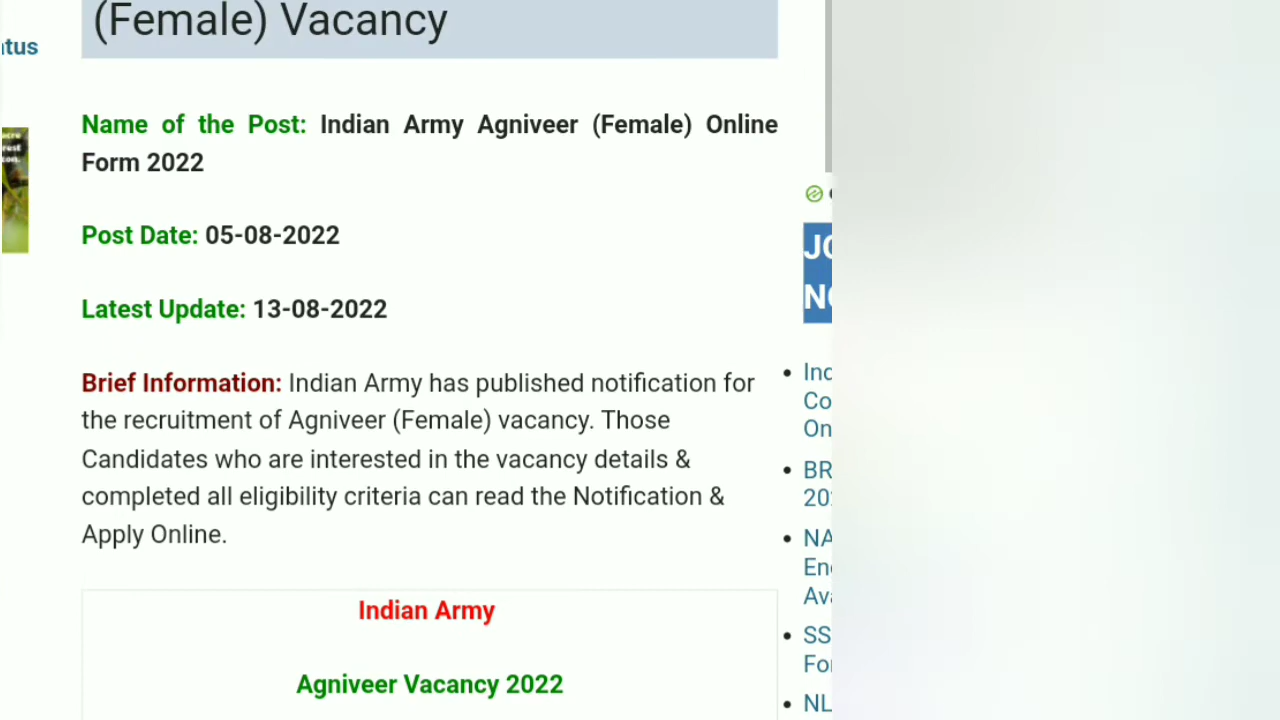 (Female) Vacancy
Name of the Post: Indian Army Agniveer (Female) Online
Form 2022
Post Date: 05-08-2022
Latest Update: 13-08-2022
Brief Information: Indian Army has published notification for
the recruitment of Agniveer (Female) vacancy. Those
Candidates who are interested in the vacancy details &
completed all eligibility criteria can read the Notification &
Apply Online.
Indian Army
Agniveer Vacancy 2022